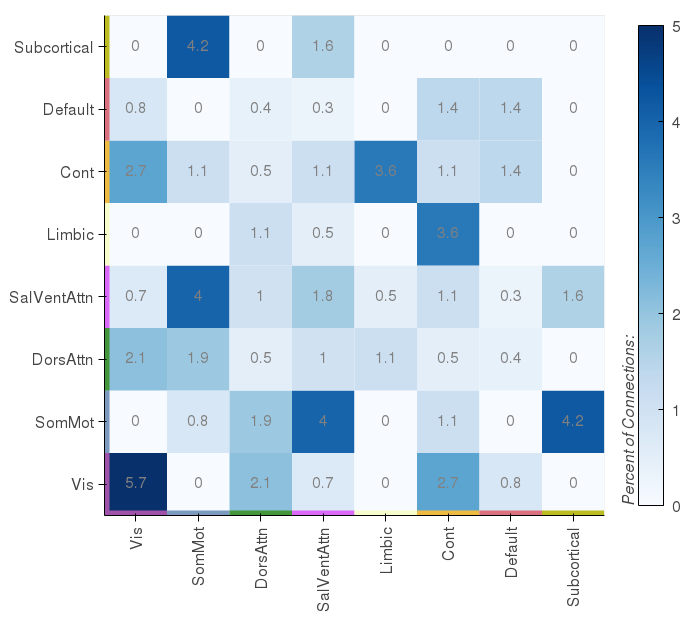 Subcortical 0 4.2 0 1.6 0 0 0 0
Default 0.8 0 0.4 0.3 0 1.4 1.4 0
Cont 2.7 1.1 0.5 1.1 3.6 1.1 1.4 0
Limbic 0 0 1.1 0.5 0 3.6 0 0
SalVentAttn 0.7 4 1 1.8 0.5 1.1 0.3 1.6
DorsAttn 2.1 1.9 0.5 1 1.1 0.5 0.4 0
SomMot 0 0.8 1.9 4 0 1.1 0 4.2
Vis 5.7 0 2.1 0.7 0 2.7 0.8 0
Vis SomMot DorsAttn SalVentAttn Limbic Cont Default Subcortical
Percent of Connections:
5
4
3
2
1
0